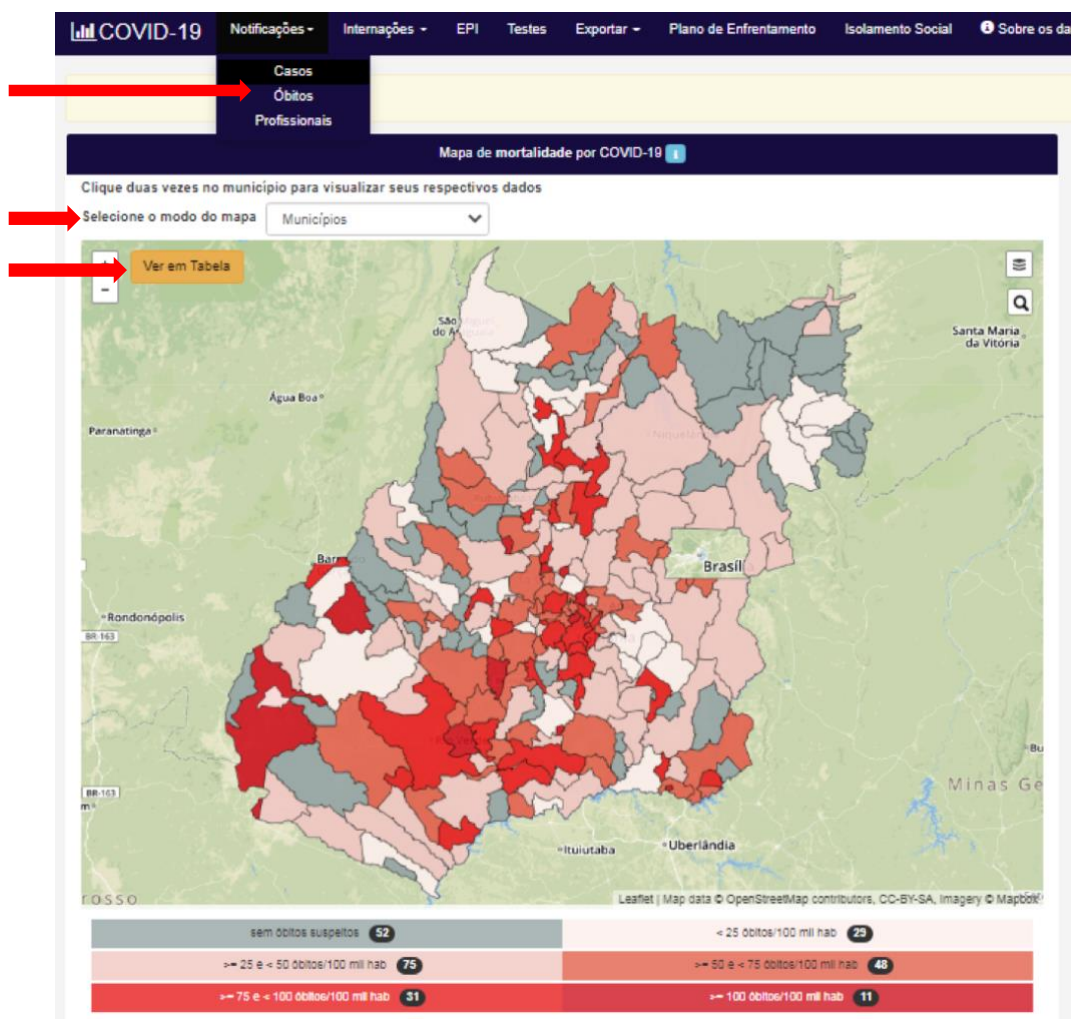 COVID-19 Notificações Internações EPI Testes Exportar Plano de Enfrentamento Isolamento Social Sobre os da
Casos
Óbitos
Profissionais
Mapa de mortalidade por COVID-19
Clique duas vezes no município para visualizar seus respectivos dados
Selecione o modo do mapa Municípios
+ Ver em Tabela
-
São
do A
Santa Maria
da Vitória
Água Boa
Paranatinga
Brasíl
Rondonópolis
BR-163
Bu
BR-163
Minas Ge
Ituiutaba Uberlândia
rosso
Leaflet | Map data © OpenStreetMap contributors, CC-BY-SA, Imagery © Mapbox
sem óbitos suspeitos 52 < 25 óbitos/100 mil hab 29
>= 25 e < 50 óbitos/100 mil hab 75 >= 50 e < 75 óbitos/100 mil hab 48
>= 75 e < 100 óbitos/100 mil hab 31 >= 100 óbitos/100 mil hab 11